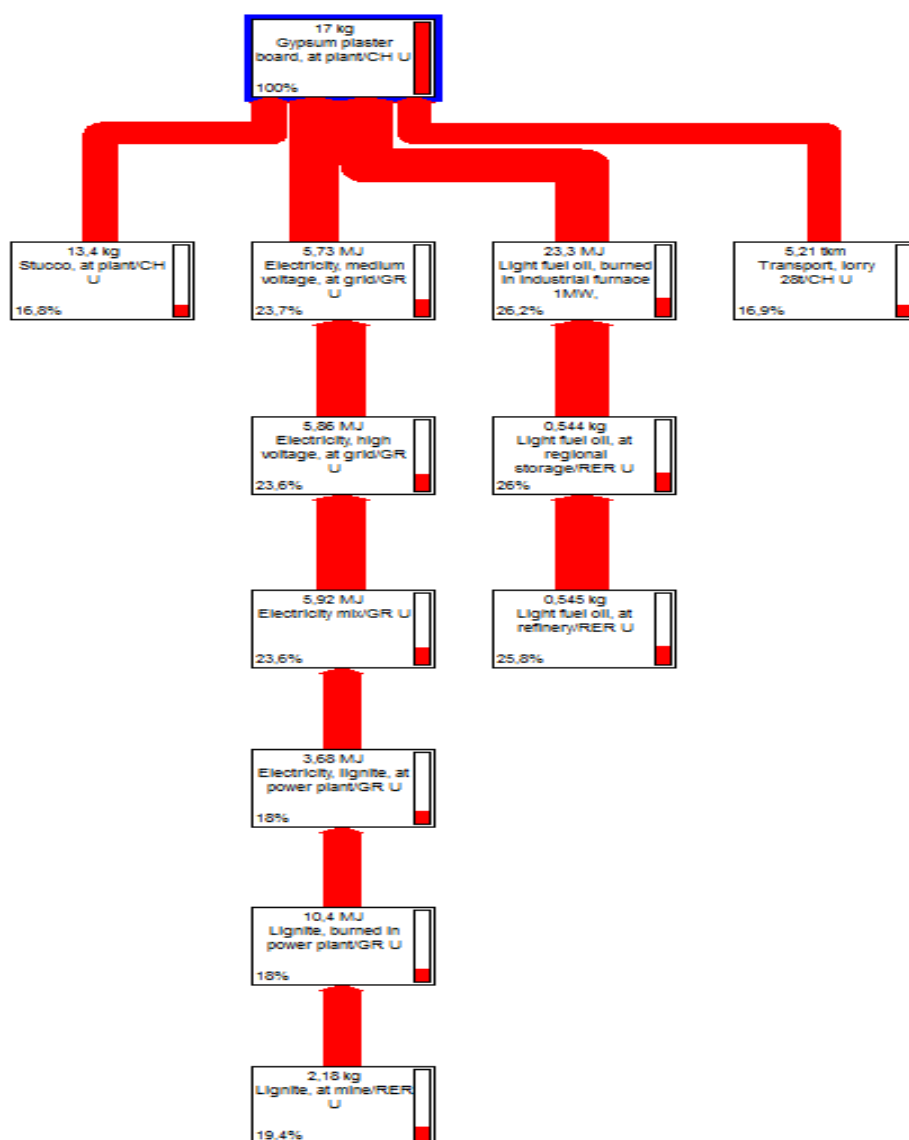 17 kg
Gypsum plaster
board, at plant/CH U
100%
13,4 kg
Stucco, at plant/CH
U
16,8%
5,73 MJ
Electricity, medium
voltage, at grid/GR
U
23,7%
23,3 MJ
Light fuel oil, burned
in industrial furnace
1MW,
26,2%
5,21 tkm
Transport, lorry
28t/CH U
16,9%
5,86 MJ
Electricity, high
voltage, at grid/GR
U
23,6%
0,544 kg
Light fuel oil, at
regional
storage/RER U
26%
5,92 MJ
Electricity mix/GR U
23,6%
0,545 kg
Light fuel oil, at
refinery/RER U
25,8%
3,68 MJ
Electricity, lignite, at
power plant/GR U
18%
10,4 MJ
Lignite, burned in
power plant/GR U
18%
2,18 kg
Lignite, at mine/RER
U
19,4%